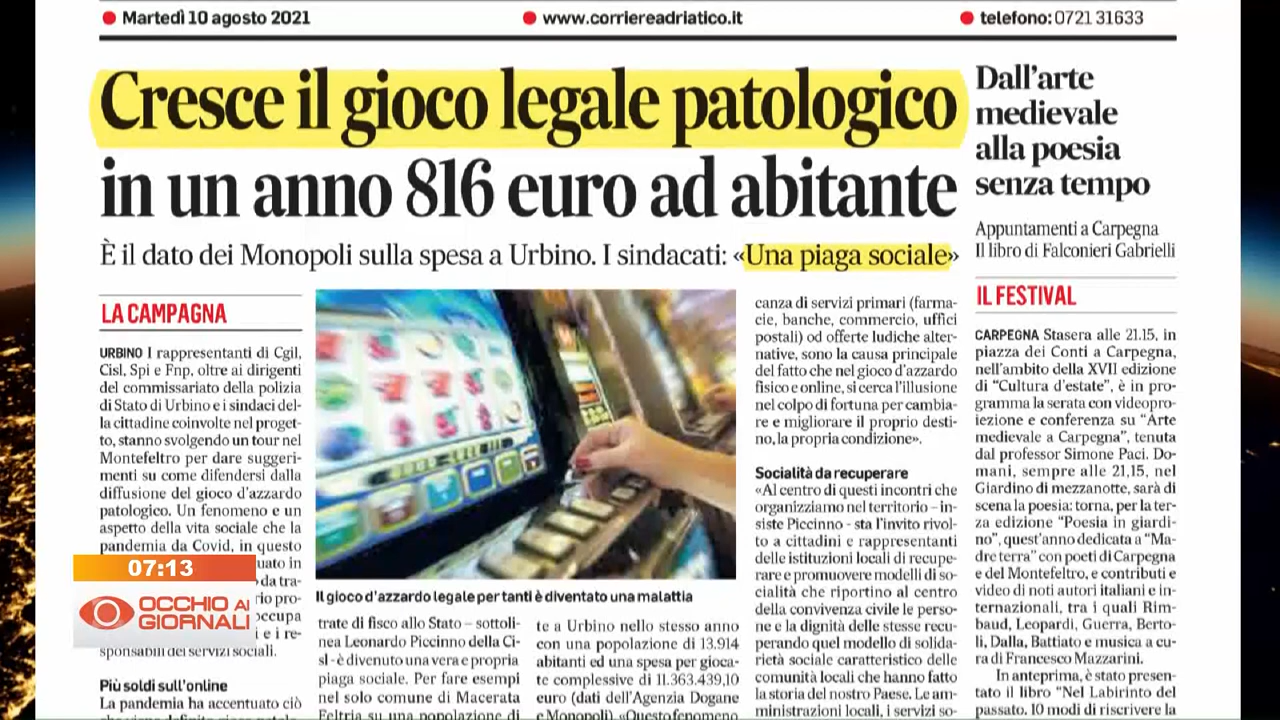 Martedì 10 agosto 2021
www.corriereadriatico.it
telefono: 0721 31633
Cresce il gioco legale patologico
in un anno 816 euro ad abitante
È il dato dei Monopoli sulla spesa a Urbino. I sindacati: «Una piaga sociale»
LA CAMPAGNA
URBINO I rappresentanti di Cgil,
Cisl, Spi e Fnp, oltre ai dirigenti
del commissariato della polizia
di Stato di Urbino e i sindaci del-
la cittadine coinvolte nel proget-
to, stanno svolgendo un tour nel
Montefeltro per dare suggeri-
menti su come difendersi dalla
diffusione del gioco d'azzardo
patologico. Un fenomeno e un
aspetto della vita sociale che la
pandemia da Covid, in questo
uato in
da tra-
rio pro-
occupa
i e i re-
sponsabili dei servizi sociali.
Più soldi sull'online
La pandemia ha accentuato ciò
Il gioco d'azzardo legale per tanti è diventato una malattia
trate di fisco allo Stato – sottoli-
nea Leonardo Piccinno della Ci-
sl - è divenuto una vera e propria
piaga sociale. Per fare esempi
nel solo comune di Macerata
Feltria su una popolazione di
te a Urbino nello stesso anno
con una popolazione di 13.914
abitanti ed una spesa per gioca-
te complessive di 11.363.439,10
euro (dati dell'Agenzia Dogane
e Monopoli). «Questo fenomeno
canza di servizi primari (farma-
cie, banche, commercio, uffici
postali) od offerte ludiche alter-
native, sono la causa principale
del fatto che nel gioco d'azzardo
fisico e online, si cerca l'illusione
nel colpo di fortuna per cambia-
re e migliorare il proprio desti-
no, la propria condizione».
Socialità da recuperare
«Al centro di questi incontri che
organizziamo nel territorio - in-
siste Piccinno - sta l'invito rivol-
to a cittadini e rappresentanti
delle istituzioni locali di recupe-
rare e promuovere modelli di so-
cialità che riportino al centro
della convivenza civile le perso-
ne e la dignità delle stesse recu-
perando quel modello di solida-
rietà sociale caratteristico delle
comunità locali che hanno fatto
la storia del nostro Paese. Le am-
ministrazioni locali, i servizi so-
Dall'arte
medievale
alla poesia
senza tempo
Appuntamenti a Carpegna
Il libro di Falconieri Gabrielli
IL FESTIVAL
CARPEGNA Stasera alle 21.15, in
piazza dei Conti a Carpegna,
nell'ambito della XVII edizione
di "Cultura d'estate", è in pro-
gramma la serata con videopro-
iezione e conferenza su "Arte
medievale a Carpegna", tenuta
dal professor Simone Paci. Do-
mani, sempre alle 21,15, nel
Giardino di mezzanotte, sarà di
scena la poesia: torna, per la ter-
za edizione "Poesia in giardi-
no", quest'anno dedicata a "Ma-
dre terra" con poeti di Carpegna
e del Montefeltro, e contributi e
video di noti autori italiani e in-
ternazionali, tra i quali Rim-
baud, Leopardi, Guerra, Berto-
li, Dalla, Battiato e musica a cu-
ra di Francesco Mazzarini.
In anteprima, è stato presen-
tato il libro "Nel Labirinto del
passato. 10 modi di riscrivere la
07:13
OCCHIO AI
GIORNALI